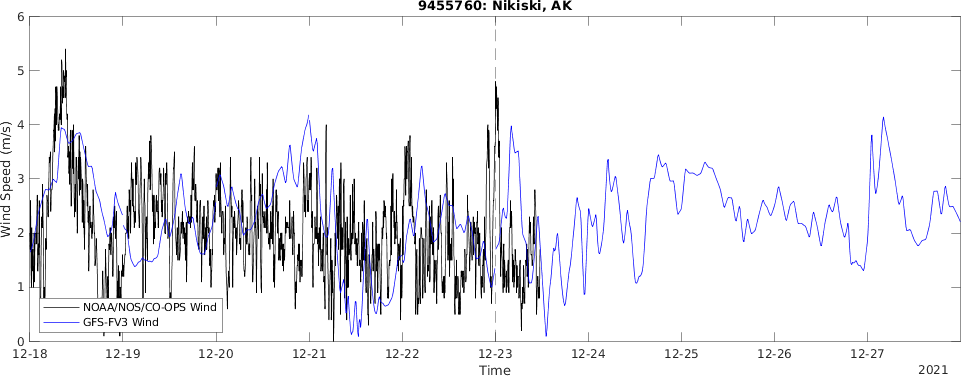 9455760: Nikiski, AK
6
5
4
3
2
1
0
Wind Speed (m/s)
NOAA/NOS/CO-OPS Wind
GFS-FV3 Wind
12-18 12-19 12-20 12-21 12-22 12-23 12-24 12-25 12-26 12-27
Time
2021